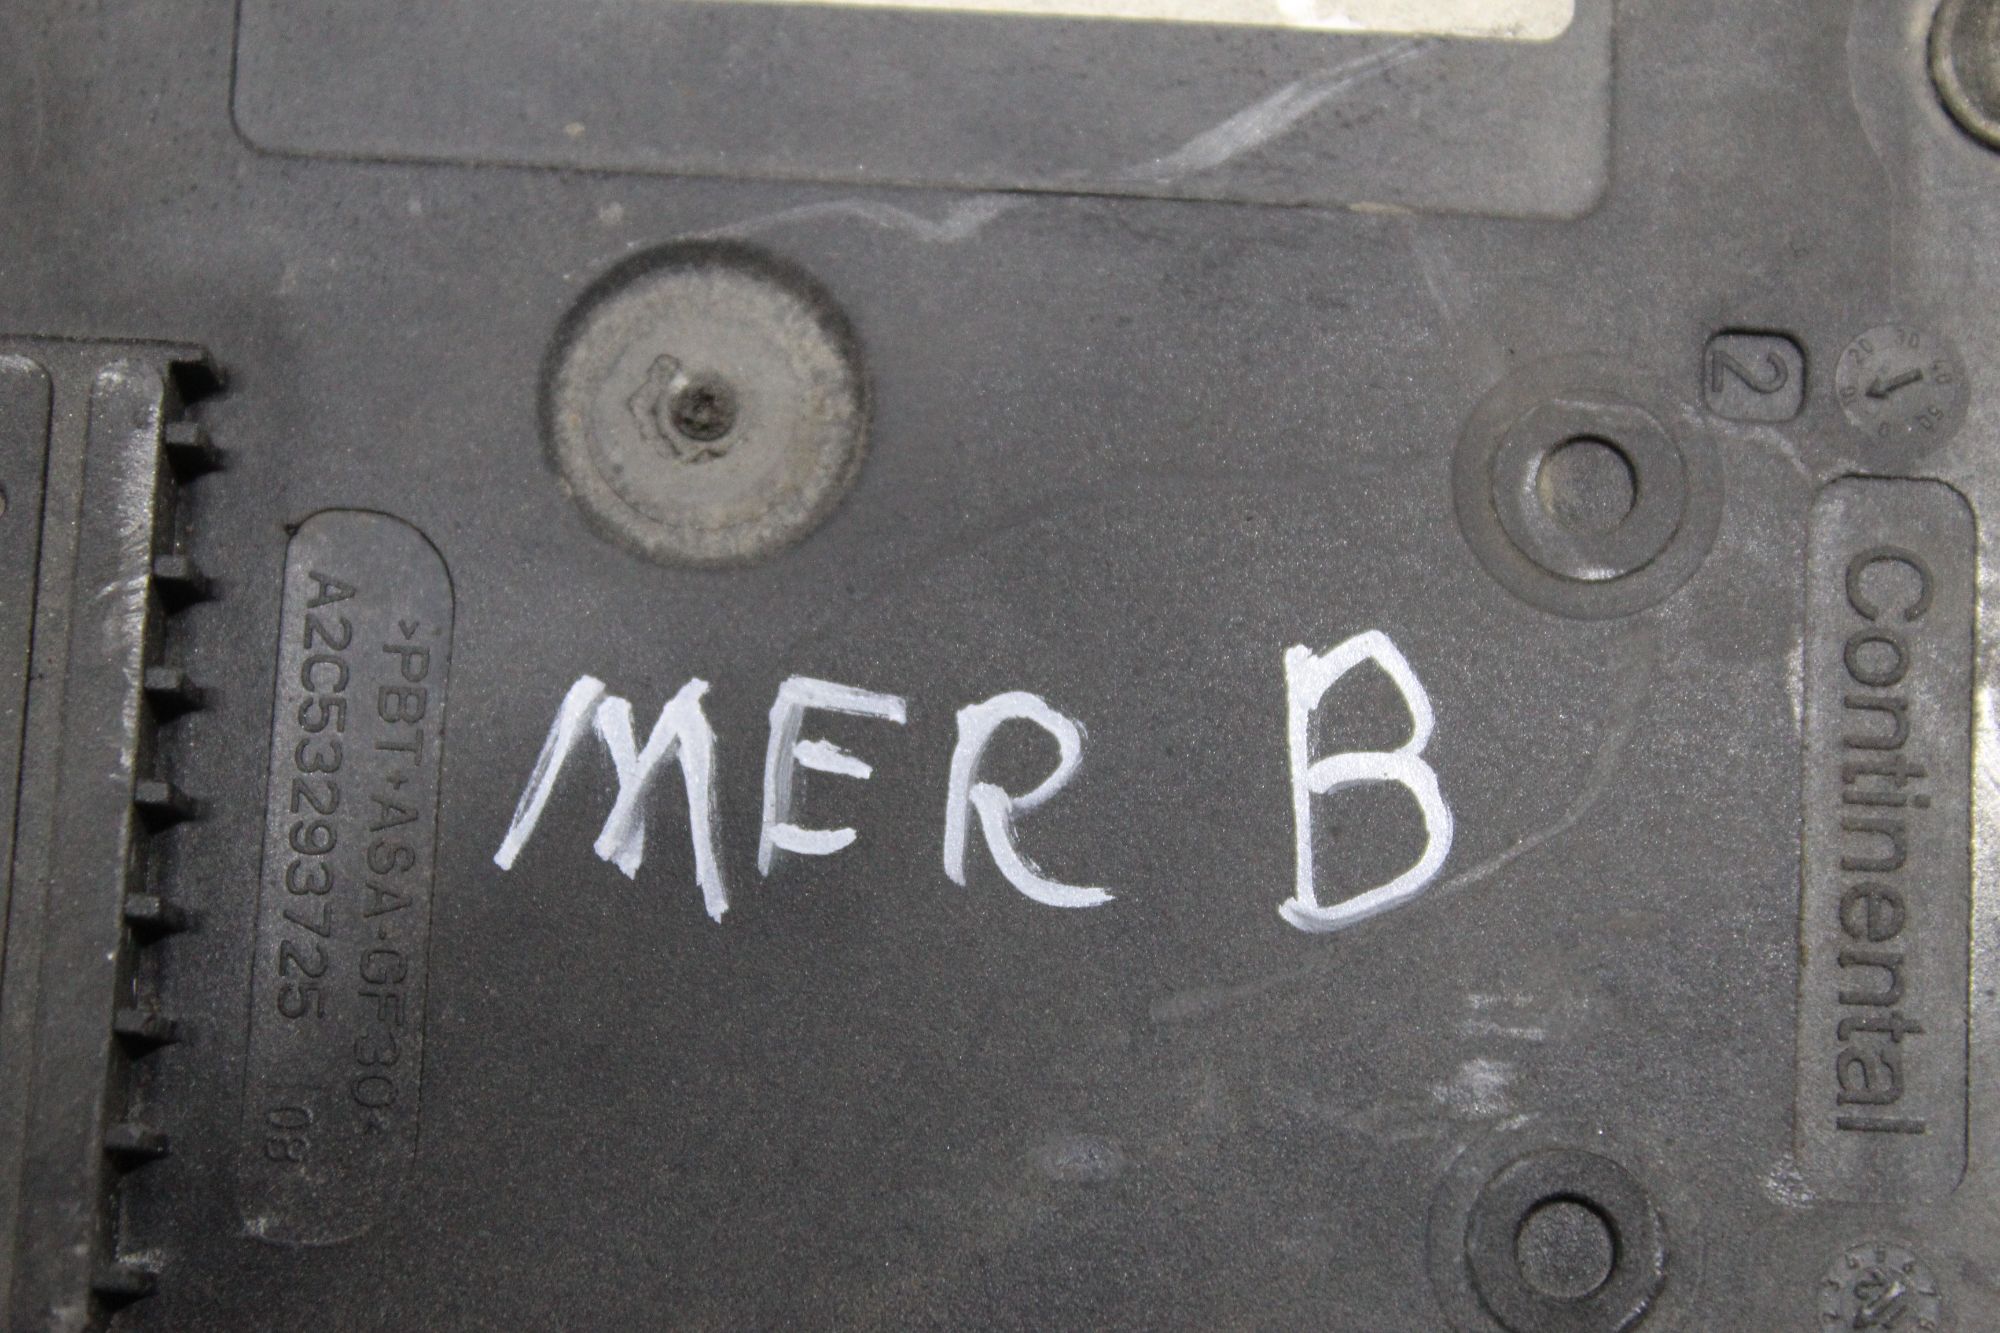 MER B
Continental
2
>PBT+ASA-GF30<
A2C53293725 08